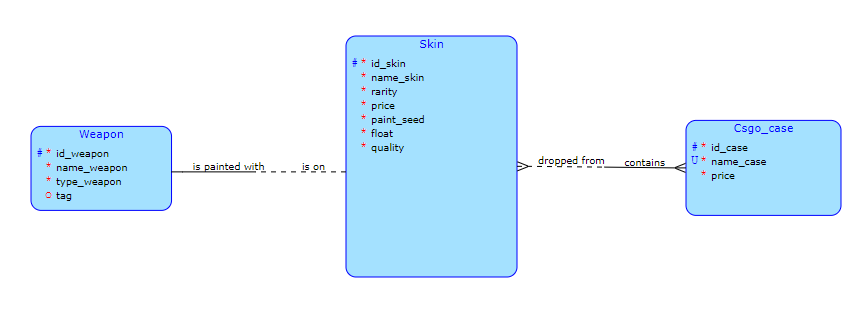 Weapon
# * id_weapon
* name_weapon
* type_weapon
o tag
is painted with
is on
Skin
# * id_skin
* name_skin
* rarity
* price
* paint_seed
* float
* quality
dropped from
contains
Csgo_case
# * id_case
U * name_case
* price